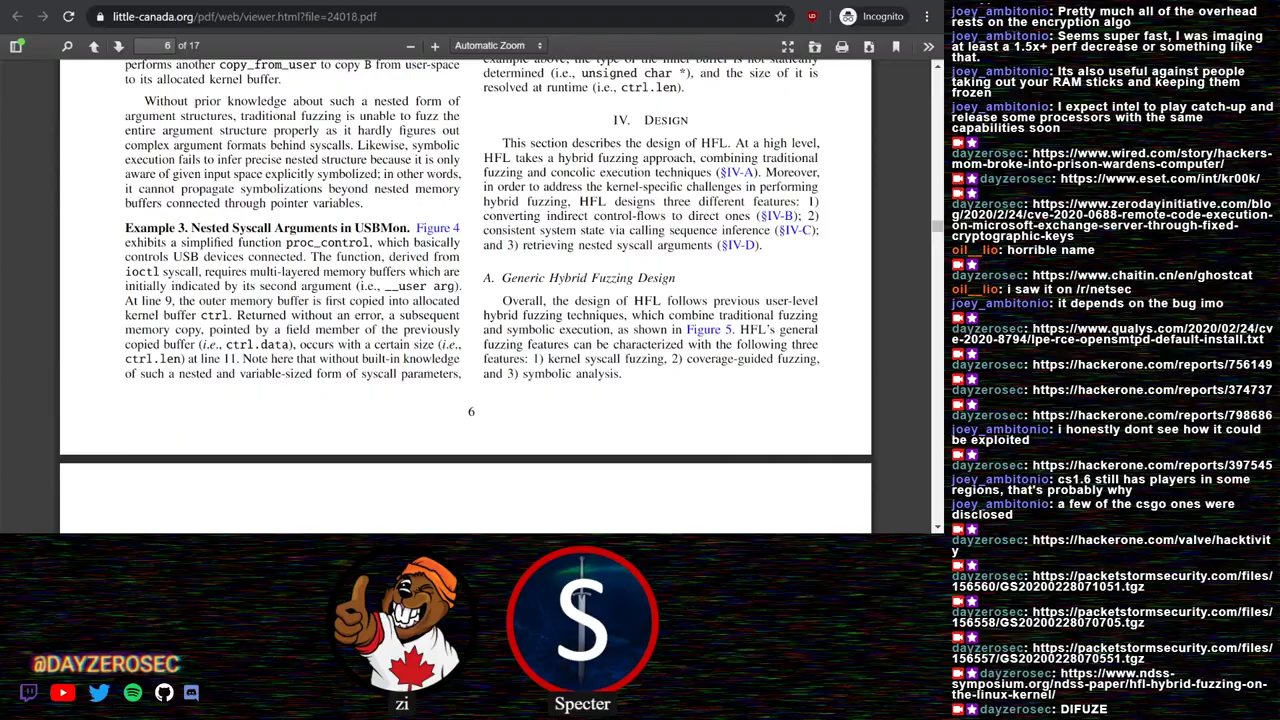 little-canada.org/pdf/web/viewer.html?file=24018.pdf
Incognito
6 of 17
Automatic Zoom
performs another copy_from_user to copy B from user-space
to its allocated kernel buffer.
Without prior knowledge about such a nested form of
argument structures, traditional fuzzing is unable to fuzz the
entire argument structure properly as it hardly figures out
complex argument formats behind syscalls. Likewise, symbolic
execution fails to infer precise nested structure because it is only
aware of given input space explicitly symbolized; in other words,
it cannot propagate symbolizations beyond nested memory
buffers connected through pointer variables.
Example 3. Nested Syscall Arguments in USBMon. Figure 4
exhibits a simplified function proc_control, which basically
controls USB devices connected. The function, derived from
ioctl syscall, requires multi-layered memory buffers which are
initially indicated by its second argument (i.e., __user arg).
At line 9, the outer memory buffer is first copied into allocated
kernel buffer ctrl. Returned without an error, a subsequent
memory copy, pointed by a field member of the previously
copied buffer (i.e., ctrl.data), occurs with a certain size (i.e.,
ctrl.len) at line 11. Note here that without built-in knowledge
of such a nested and variable-sized form of syscall parameters,
example above, the type of the inner buffer is not statically
determined (i.e., unsigned char *), and the size of it is
resolved at runtime (i.e., ctrl.len).
IV. DESIGN
This section describes the design of HFL. At a high level,
HFL takes a hybrid fuzzing approach, combining traditional
fuzzing and concolic execution techniques (§IV-A). Moreover,
in order to address the kernel-specific challenges in performing
hybrid fuzzing, HFL designs three different features: 1)
converting indirect control-flows to direct ones (§IV-B); 2)
consistent system state via calling sequence inference (§IV-C);
and 3) retrieving nested syscall arguments (§IV-D).
A. Generic Hybrid Fuzzing Design
Overall, the design of HFL follows previous user-level
hybrid fuzzing techniques, which combine traditional fuzzing
and symbolic execution, as shown in Figure 5. HFL's general
fuzzing features can be characterized with the following three
features: 1) kernel syscall fuzzing, 2) coverage-guided fuzzing,
and 3) symbolic analysis.
6
@DAYZEROSEC
zi
S
Specter
joey_ambitonio: Pretty much all of the overhead
rests on the encryption algo
joey_ambitonio: Seems super fast, I was imaging
at least a 1.5x+ perf decrease or something like
that.
joey_ambitonio: Its also useful against people
taking out your RAM sticks and keeping them
frozen
joey_ambitonio: I expect intel to play catch-up and
release some processors with the same
capabilities soon
dayzerosec: https://www.wired.com/story/hackers-
mom-broke-into-prison-wardens-computer/
dayzerosec: https://www.eset.com/int/kr00k/
dayzerosec:
https://www.zerodayinitiative.com/blo
g/2020/2/24/cve-2020-0688-remote-code-execution-
on-microsoft-exchange-server-through-fixed-
cryptographic-keys
oil__lio: horrible name
dayzerosec: https://www.chaitin.cn/en/ghostcat
oil__lio: i saw it on /r/netsec
joey_ambitonio: it depends on the bug imo
dayzerosec: https://www.qualys.com/2020/02/24/cv
e-2020-8794/lpe-rce-opensmtpd-default-install.txt
dayzerosec: https://hackerone.com/reports/756149
dayzerosec: https://hackerone.com/reports/374737
dayzerosec: https://hackerone.com/reports/798686
joey_ambitonio: i honestly dont see how it could
be exploited
dayzerosec: https://hackerone.com/reports/397545
joey_ambitonio: cs1.6 still has players in some
regions, that's probably why
joey_ambitonio: a few of the csgo ones were
disclosed
dayzerosec: https://hackerone.com/valve/hacktivit
y
dayzerosec: https://packetstormsecurity.com/files/
156560/GS20200228071051.tgz
dayzerosec: https://packetstormsecurity.com/files/
156558/GS20200228070705.tgz
dayzerosec: https://packetstormsecurity.com/files/
156557/GS20200228070551.tgz
dayzerosec: https://www.ndss-
symposium.org/ndss-paper/hfl-hybrid-fuzzing-on-
the-linux-kernel/
dayzerosec: DIFUZE